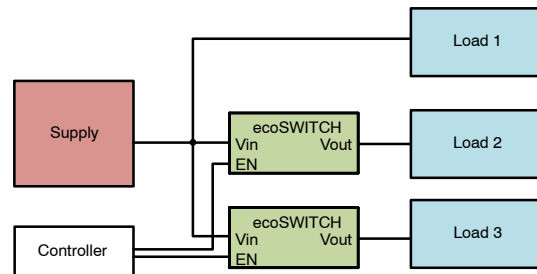 Load 1
Supply
ecoSWITCH
Vin Vout
EN
Load 2
Controller
ecoSWITCH
Vin Vout
EN
Load 3